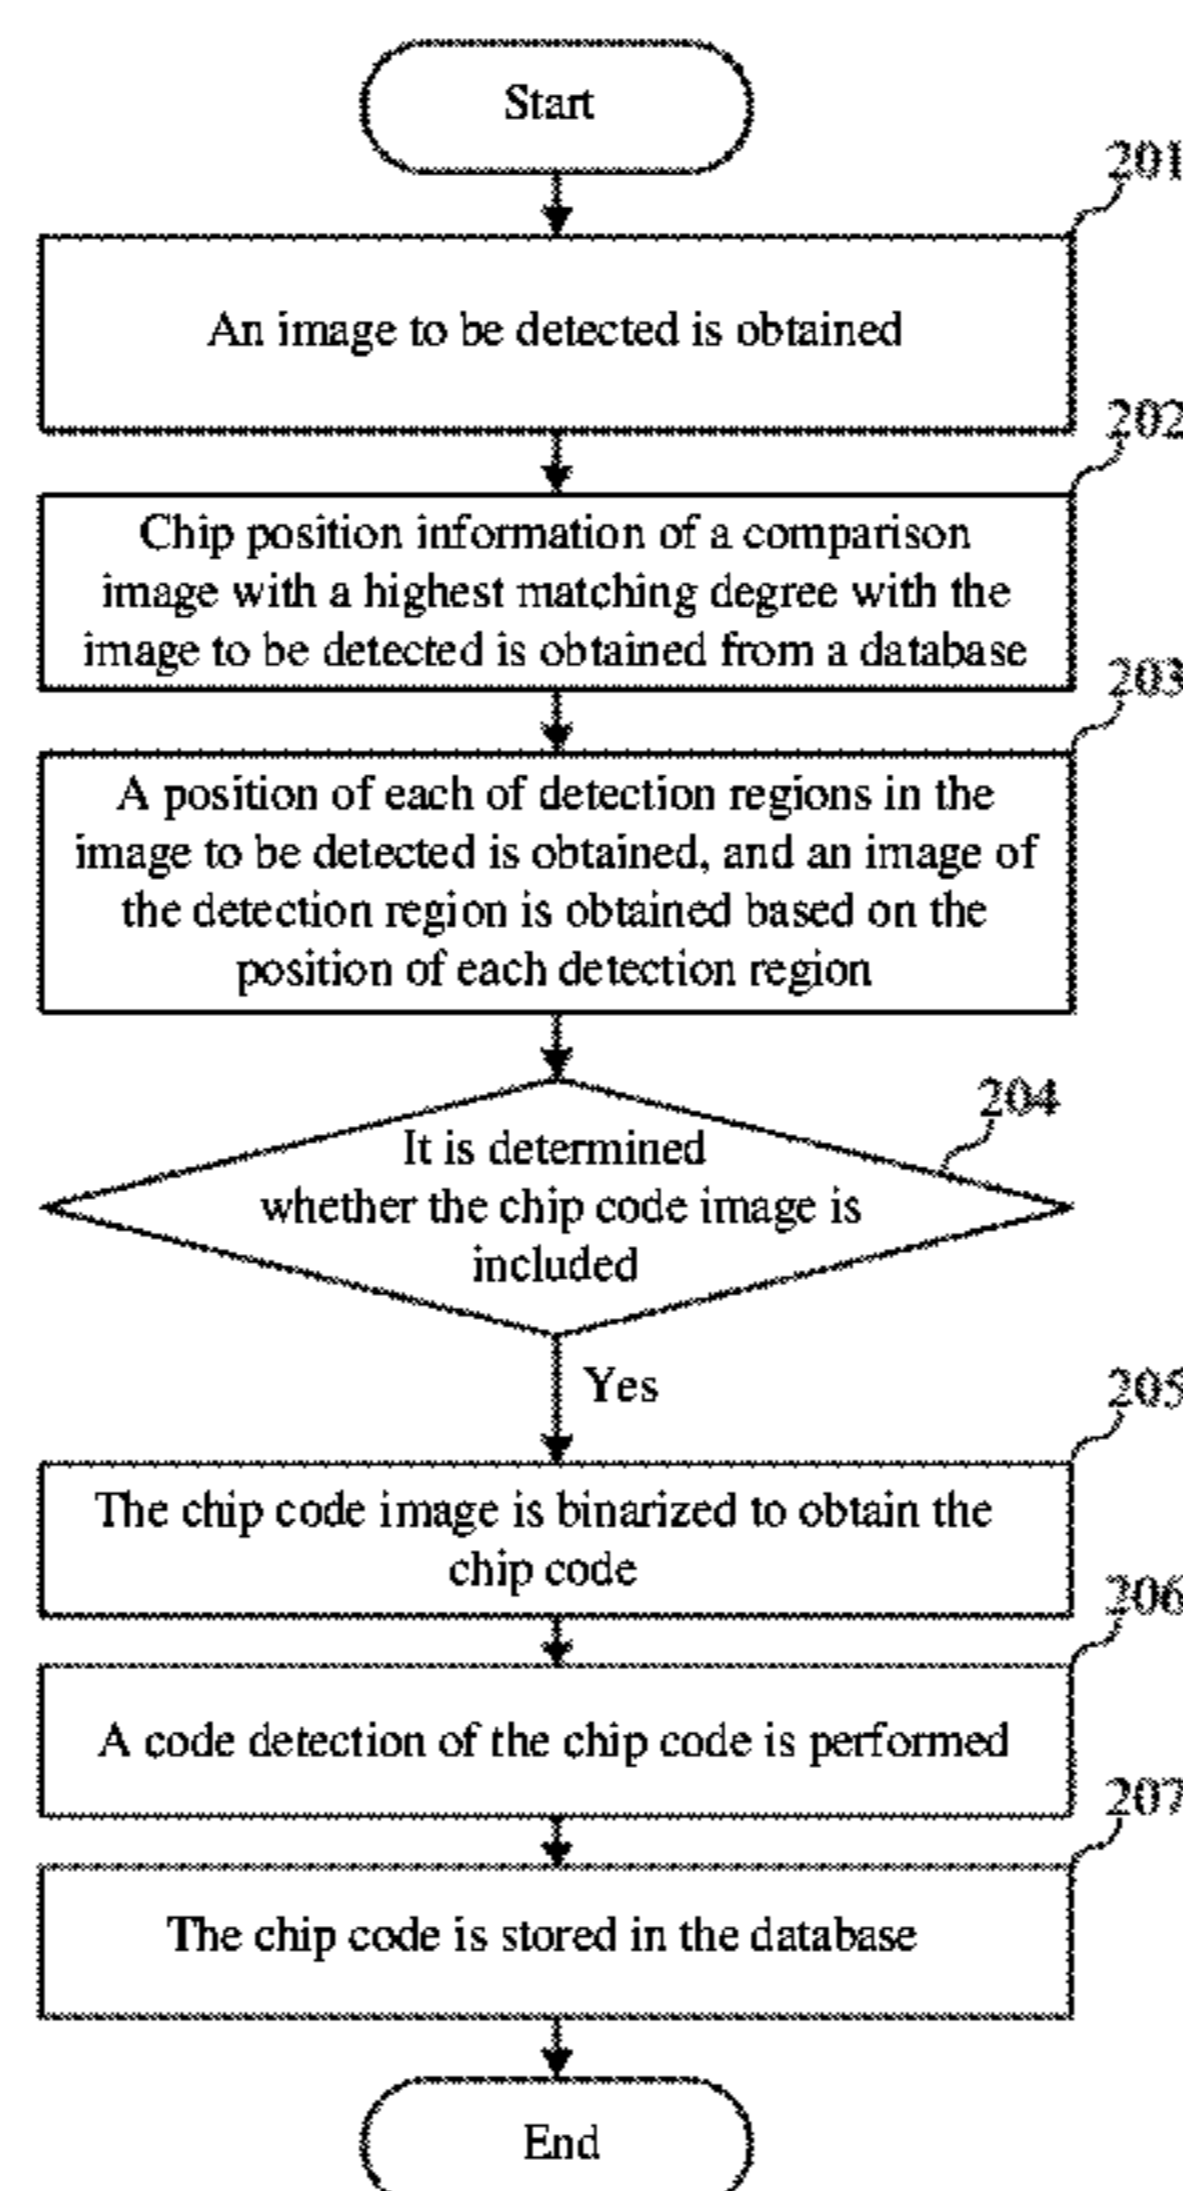 Start
201
An image to be detected is obtained
202
Chip position information of a comparison
image with a highest matching degree with the
image to be detected is obtained from a database
203
A position of each of detection regions in the
image to be detected is obtained, and an image of
the detection region is obtained based on the
position of each detection region
204
It is determined
whether the chip code image is
included
Yes
205
The chip code image is binarized to obtain the
chip code
206
A code detection of the chip code is performed
207
The chip code is stored in the database
End